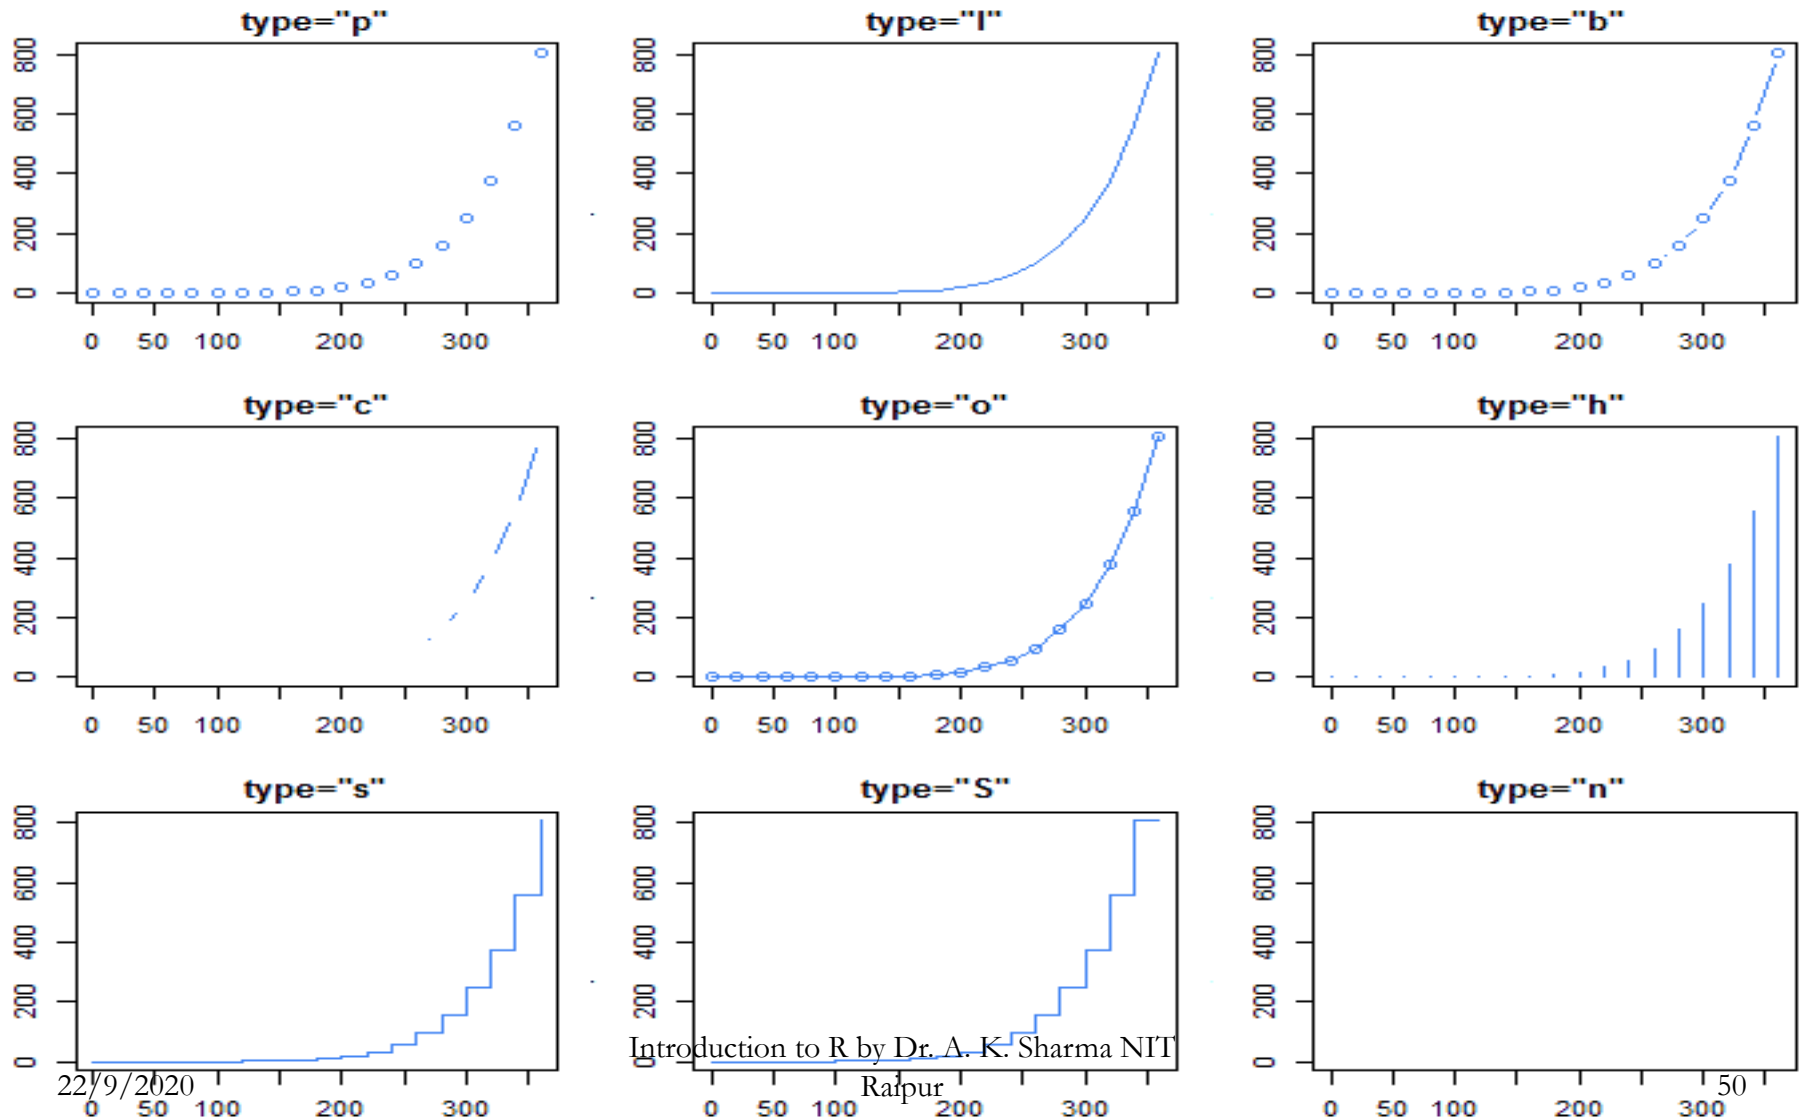 type="p" type="l" type="b"
800 800 800
600 600 600
400 400 400
200 200 200
0 0 0
0 50 100 200 300 0 50 100 200 300 0 50 100 200 300
type="c" type="o" type="h"
800 800 800
600 600 600
400 400 400
200 200 200
0 0 0
0 50 100 200 300 0 50 100 200 300 0 50 100 200 300
type="s" type="S" type="n"
800 800 800
600 600 600
400 400 400
200 200 200
0 0 0
0 50 100 200 300 0 50 100 200 300 0 50 100 200 300
22/9/2020
Introduction to R by Dr. A. K. Sharma NIT
Raipur
50